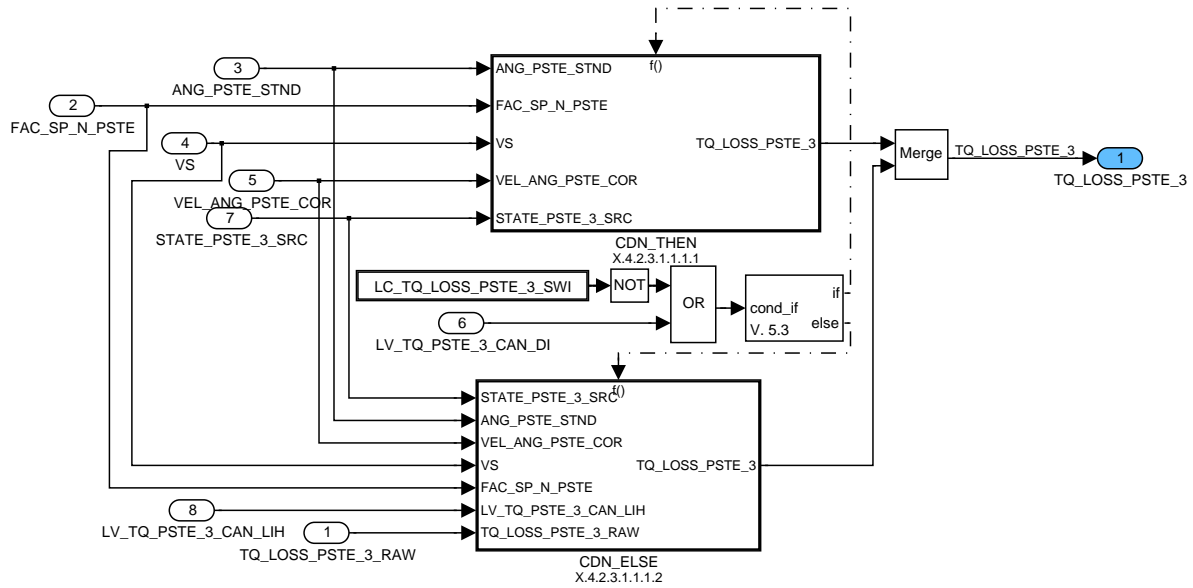 3
ANG_PSTE_STND
2
FAC_SP_N_PSTE
4
VS
5
VEL_ANG_PSTE_COR
7
STATE_PSTE_3_SRC
f()
ANG_PSTE_STND
FAC_SP_N_PSTE
VS
VEL_ANG_PSTE_COR
STATE_PSTE_3_SRC
TQ_LOSS_PSTE_3
CDN_THEN
X.4.2.3.1.1.1.1
Merge
TQ_LOSS_PSTE_3
1
TQ_LOSS_PSTE_3
LC_TQ_LOSS_PSTE_3_SWI
NOT
OR
6
LV_TQ_PSTE_3_CAN_DI
cond_if
V. 5.3
if
else
f()
STATE_PSTE_3_SRC
ANG_PSTE_STND
VEL_ANG_PSTE_COR
VS
FAC_SP_N_PSTE
LV_TQ_PSTE_3_CAN_LIH
TQ_LOSS_PSTE_3_RAW
TQ_LOSS_PSTE_3
8
LV_TQ_PSTE_3_CAN_LIH
1
TQ_LOSS_PSTE_3_RAW
CDN_ELSE
X.4.2.3.1.1.1.2